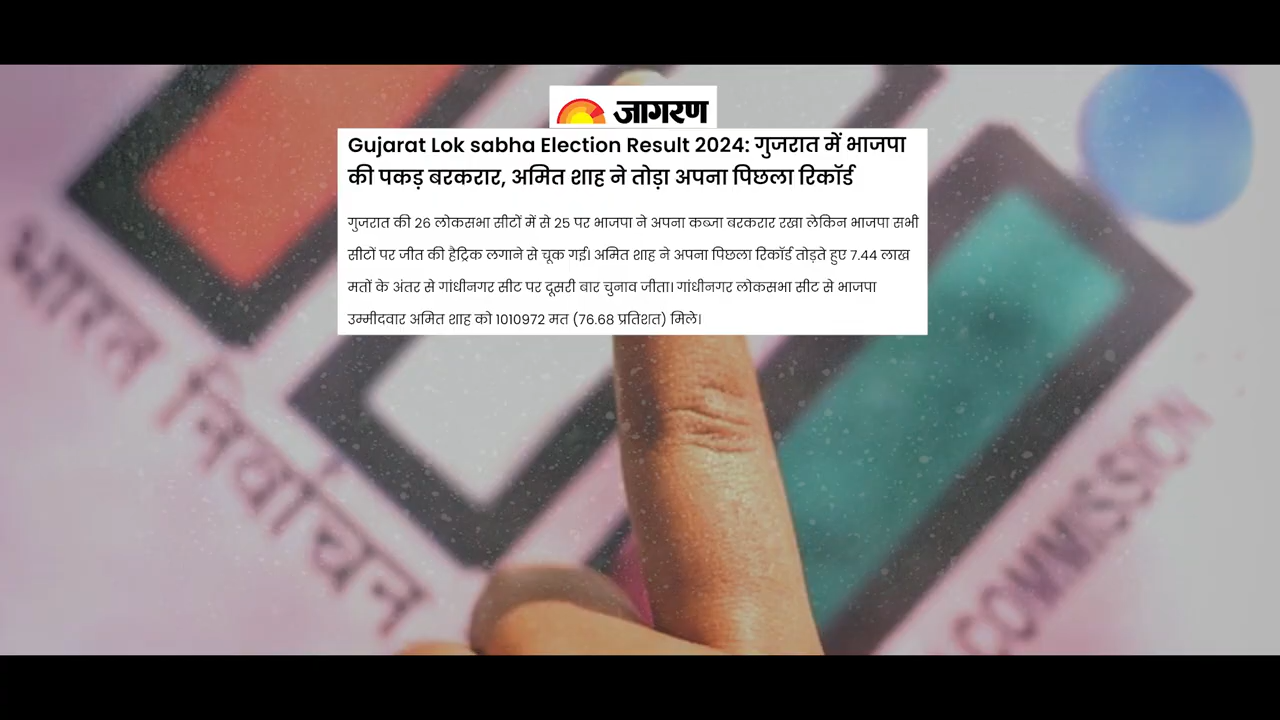 जागरण
Gujarat Lok sabha Election Result 2024: गुजरात में भाजपा
की पकड़ बरकरार, अमित शाह ने तोड़ा अपना पिछला रिकॉर्ड
गुजरात की 26 लोकसभा सीटों में से 25 पर भाजपा ने अपना कब्जा बरकरार रखा लेकिन भाजपा सभी
सीटों पर जीत की हैट्रिक लगाने से चूक गई। अमित शाह ने अपना पिछला रिकॉर्ड तोड़ते हुए 7.44 लाख
मतों के अंतर से गांधीनगर सीट पर दूसरी बार चुनाव जीता। गांधीनगर लोकसभा सीट से भाजपा
उम्मीदवार अमित शाह को 1010972 मत (76.68 प्रतिशत) मिले।
भारत निर्वाचन
COMMISSION